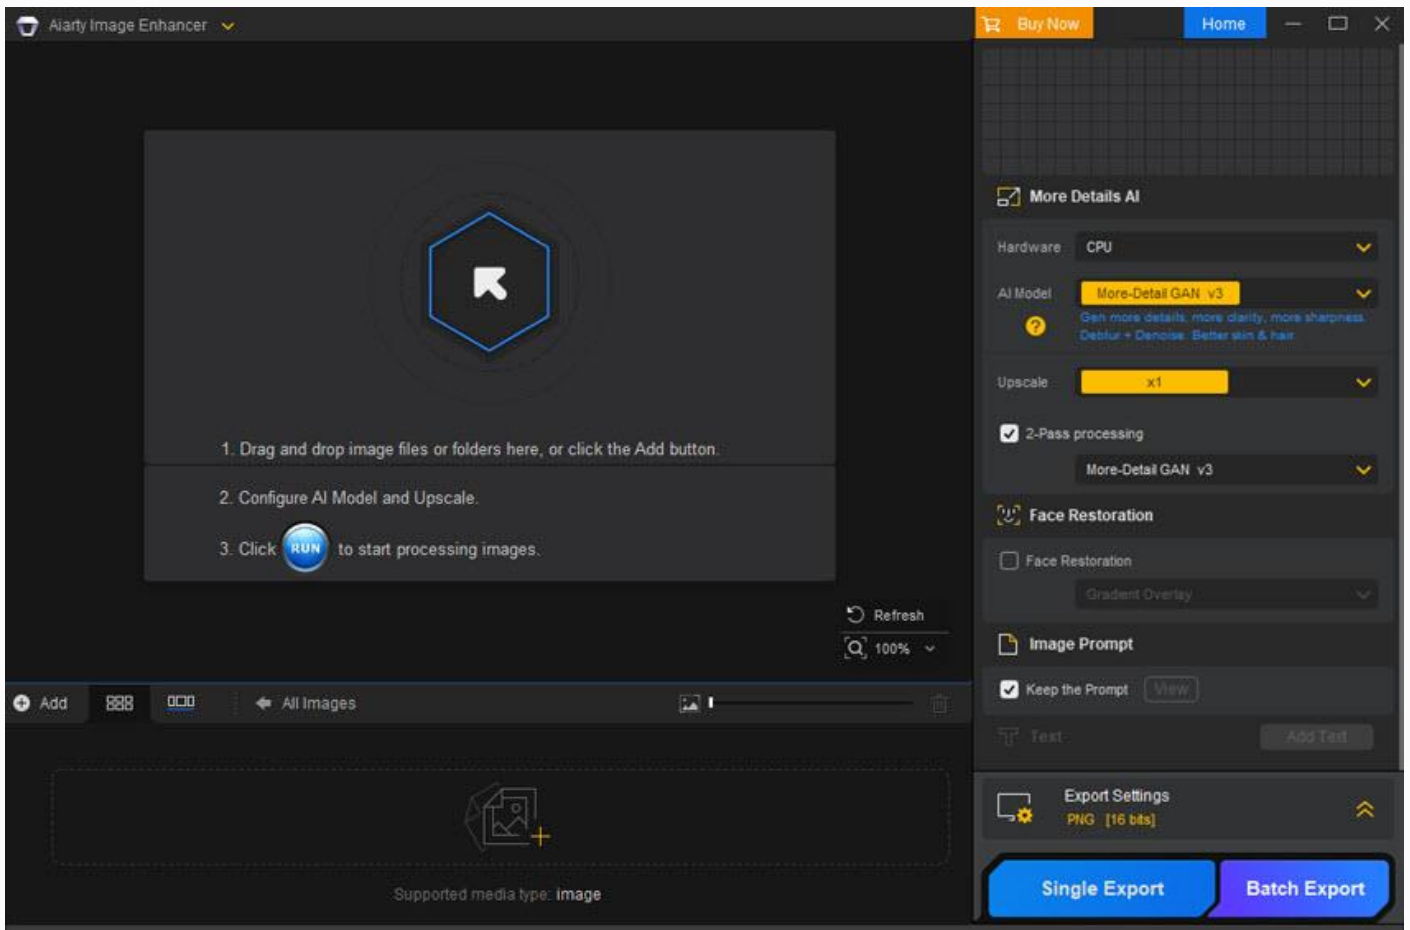 Aiarty Image Enhancer
Buy Now
Home
1. Drag and drop image files or folders here, or click the Add button.
2. Configure AI Model and Upscale.
3. Click RUN to start processing images.
Refresh
100%
Add
All Images
Supported media type: image
More Details AI
Hardware CPU
AI Model More-Detail GAN v3
?
Gen more details, more clarity, more sharpness.
Deblur + Denoise. Better skin & hair
Upscale x1
2-Pass processing
More-Detail GAN v3
Face Restoration
Face Restoration
Gradient Overlay
Image Prompt
Keep the Prompt View
Text Add Text
Export Settings
PNG [16 bits]
Single Export Batch Export